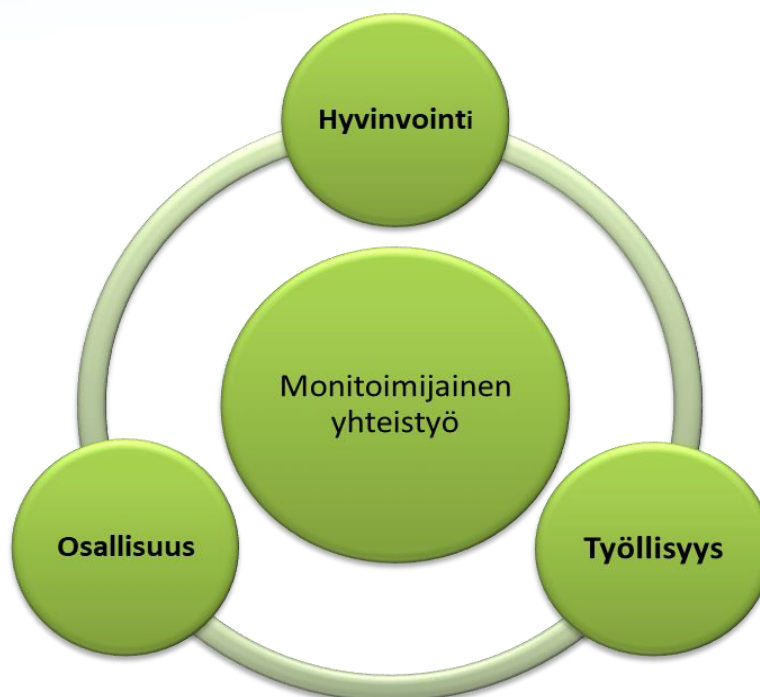 Hyvinvointi
Monitoimijainen
yhteistyö
Osallisuus
Työllisyys